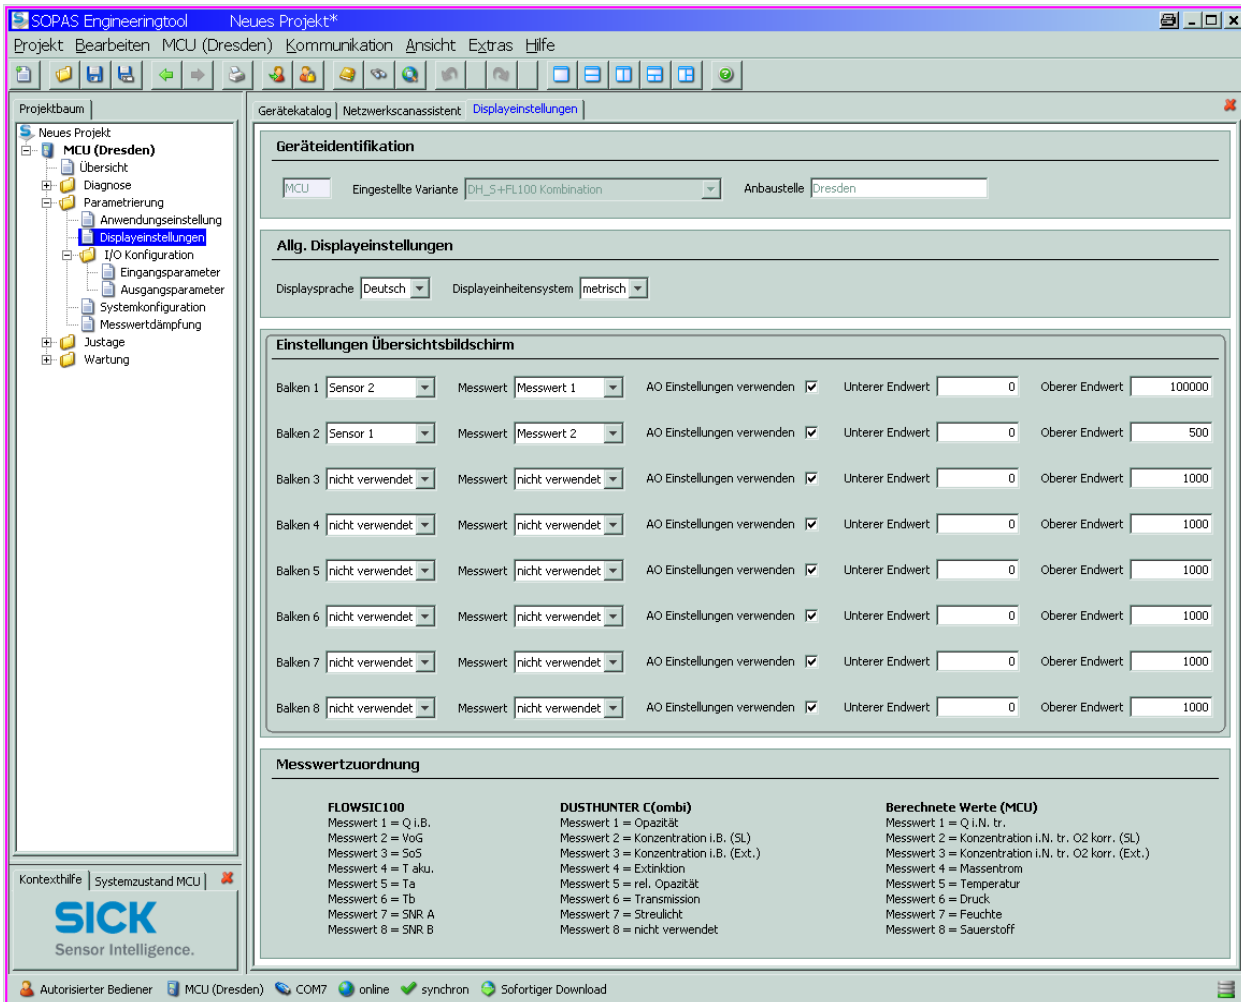 SOPAS Engineeringtool Neues Projekt*
Projekt Bearbeiten MCU (Dresden) Kommunikation Ansicht Extras Hilfe
Projektbaum
Neues Projekt
MCU (Dresden)
Übersicht
Diagnose
Parametrierung
Anwendungseinstellung
Displayeinstellungen
I/O Konfiguration
Eingangsparameter
Ausgangsparameter
Systemkonfiguration
Messwertdämpfung
Justage
Wartung
Kontexthilfe Systemzustand MCU
SICK
Sensor Intelligence.
Gerätekatalog Netzwerkscanassistent Displayeinstellungen
Geräteidentifikation
MCU Eingestellte Variante DH_S+FL100 Kombination Anbaustelle Dresden
Allg. Displayeinstellungen
Displaysprache Deutsch Displayeinheitensystem metrisch
Einstellungen Übersichtsbildschirm
Balken 1 Sensor 2 Messwert Messwert 1 AO Einstellungen verwenden Unterer Endwert 0 Oberer Endwert 100000
Balken 2 Sensor 1 Messwert Messwert 2 AO Einstellungen verwenden Unterer Endwert 0 Oberer Endwert 500
Balken 3 nicht verwendet Messwert nicht verwendet AO Einstellungen verwenden Unterer Endwert 0 Oberer Endwert 1000
Balken 4 nicht verwendet Messwert nicht verwendet AO Einstellungen verwenden Unterer Endwert 0 Oberer Endwert 1000
Balken 5 nicht verwendet Messwert nicht verwendet AO Einstellungen verwenden Unterer Endwert 0 Oberer Endwert 1000
Balken 6 nicht verwendet Messwert nicht verwendet AO Einstellungen verwenden Unterer Endwert 0 Oberer Endwert 1000
Balken 7 nicht verwendet Messwert nicht verwendet AO Einstellungen verwenden Unterer Endwert 0 Oberer Endwert 1000
Balken 8 nicht verwendet Messwert nicht verwendet AO Einstellungen verwenden Unterer Endwert 0 Oberer Endwert 1000
Messwertzuordnung
FLOWSIC100
Messwert 1 = Q i.B.
Messwert 2 = VoG
Messwert 3 = SoS
Messwert 4 = T aku.
Messwert 5 = Ta
Messwert 6 = Tb
Messwert 7 = SNR A
Messwert 8 = SNR B
DUSTHUNTER C(ombi)
Messwert 1 = Opazität
Messwert 2 = Konzentration i.B. (SL)
Messwert 3 = Konzentration i.B. (Ext.)
Messwert 4 = Extinktion
Messwert 5 = rel. Opazität
Messwert 6 = Transmission
Messwert 7 = Streulicht
Messwert 8 = nicht verwendet
Berechnete Werte (MCU)
Messwert 1 = Q i.N. tr.
Messwert 2 = Konzentration i.N. tr. O2 korr. (SL)
Messwert 3 = Konzentration i.N. tr. O2 korr. (Ext.)
Messwert 4 = Massentrom
Messwert 5 = Temperatur
Messwert 6 = Druck
Messwert 7 = Feuchte
Messwert 8 = Sauerstoff
Autorisierter Bediener MCU (Dresden) COM7 online synchron Sofortiger Download